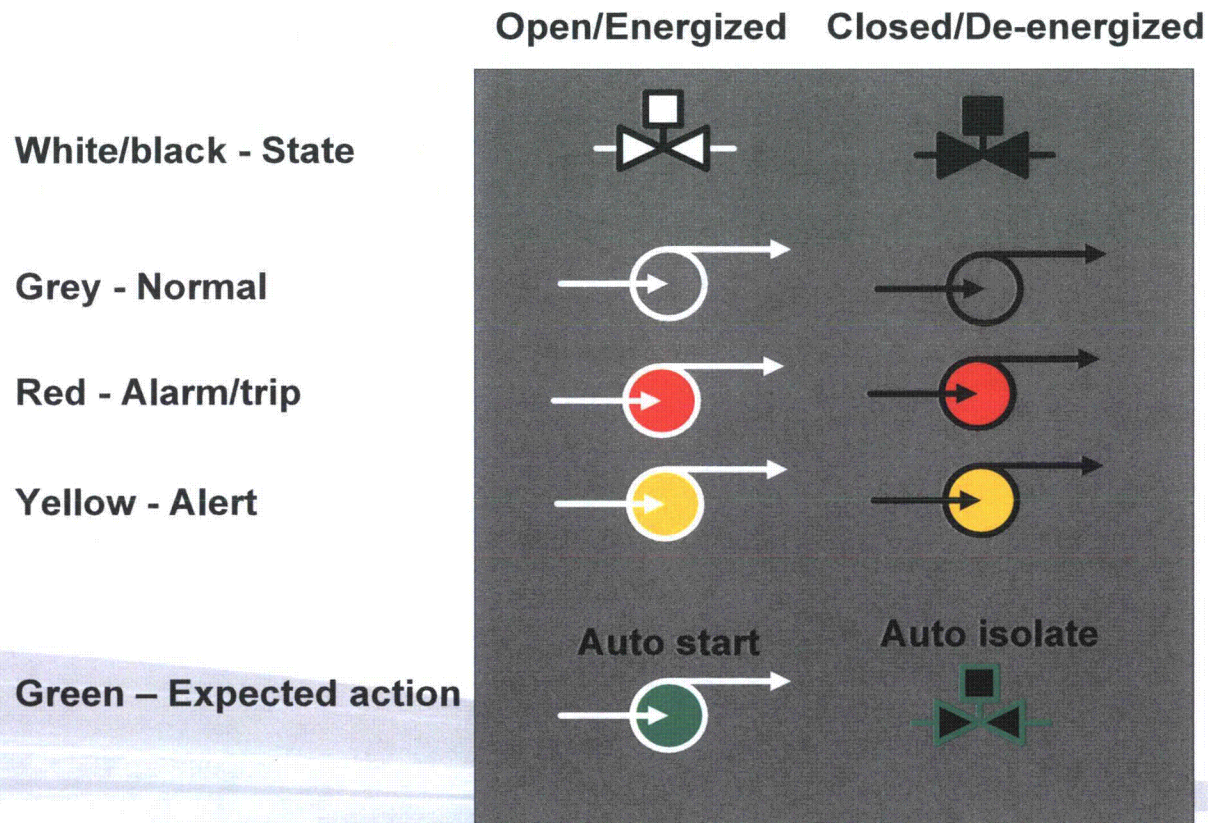 Open/Energized Closed/De-energized
White/black - State
Grey - Normal
Red - Alarm/trip
Yellow - Alert
Auto start Auto isolate
Green – Expected action